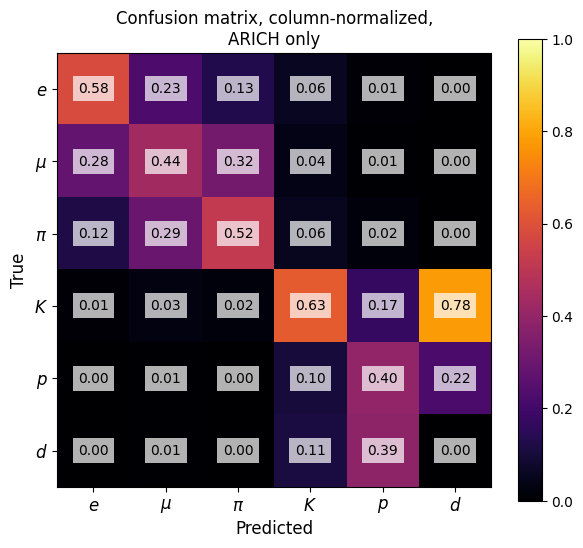 Confusion matrix, column-normalized,
ARICH only
True
e 0.58 0.23 0.13 0.06 0.01 0.00
μ 0.28 0.44 0.32 0.04 0.01 0.00
π 0.12 0.29 0.52 0.06 0.02 0.00
K 0.01 0.03 0.02 0.63 0.17 0.78
p 0.00 0.01 0.00 0.10 0.40 0.22
d 0.00 0.01 0.00 0.11 0.39 0.00
e μ π K p d
Predicted
1.0
0.8
0.6
0.4
0.2
0.0